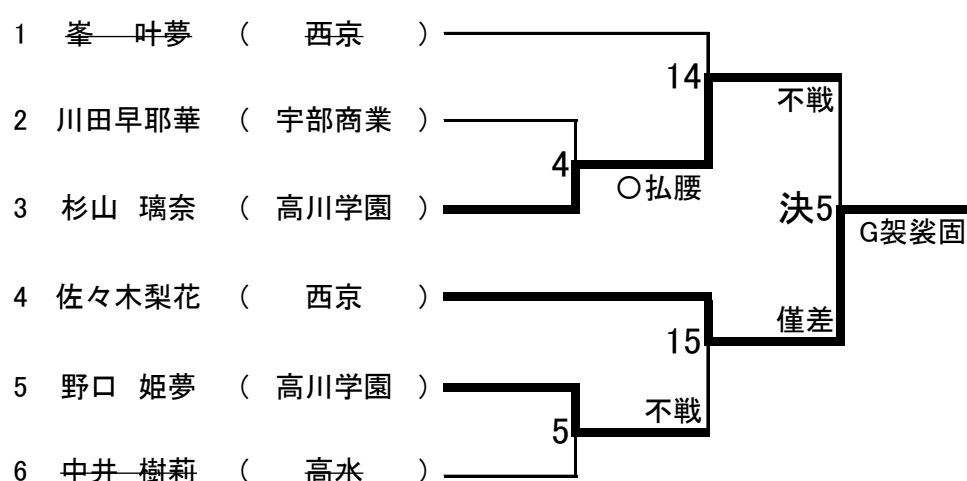 1 峯 叶夢 ( 西京 )
14
不戦
2 川田早耶華 ( 宇部商業 )
4
〇払腰
3 杉山 璃奈 ( 高川学園 )
決5
G袈裟固
4 佐々木梨花 ( 西京 )
僅差
15
5 野口 姫夢 ( 高川学園 )
不戦
5
6 中井 樹莉 ( 高水 )